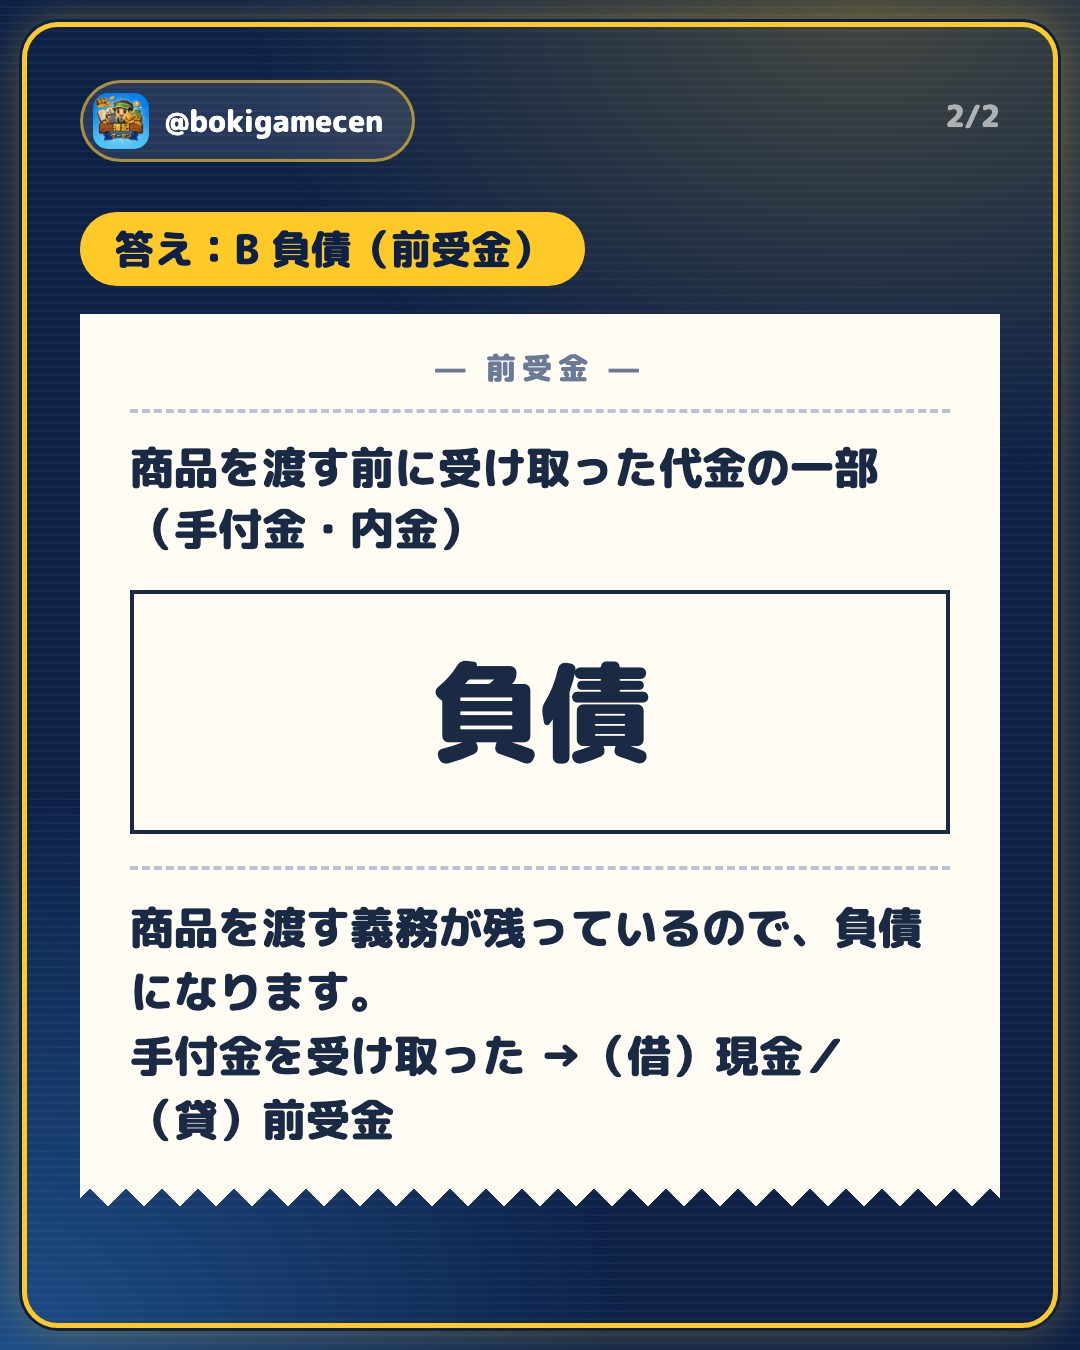 @bokigamecen
2/2
答え：B 負債（前受金）
— 前受金 —
商品を渡す前に受け取った代金の一部
（手付金・内金）
負債
商品を渡す義務が残っているので、負債
になります。
手付金を受け取った →（借）現金／
（貸）前受金